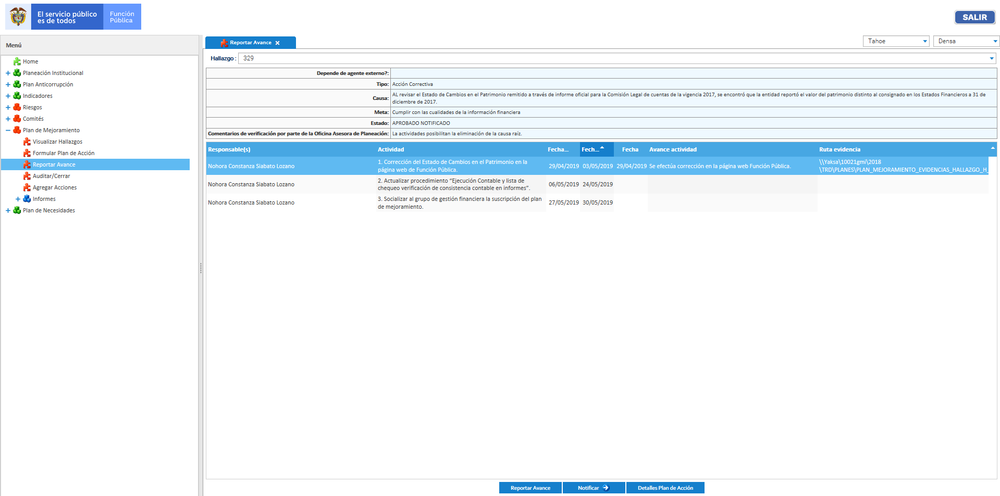 El servicio público
es de todos
Función
Pública
SALIR
Menú
Home
Planeación Institucional
Plan Anticorrupción
Indicadores
Riesgos
Comités
Plan de Mejoramiento
Visualizar Hallazgos
Formular Plan de Acción
Reportar Avance
Auditar/Cerrar
Agregar Acciones
Informes
Plan de Necesidades
Reportar Avance
Tahoe
Densa
Hallazgo : 329
Depende de agente externo?:
Tipo: Acción Correctiva
Causa: AL revisar el Estado de Cambios en el Patrimonio remitido a través de informe oficial para la Comisión Legal de cuentas de la vigencia 2017, se encontró que la entidad reportó el valor del patrimonio distinto al consignado en los Estados Financieros a 31 de
diciembre de 2017.
Meta: Cumplir con las cualidades de la información financiera
Estado: APROBADO NOTIFICADO
Comentarios de verificación por parte de la Oficina Asesora de Planeación: La actividades posibilitan la eliminación de la causa raíz.
Responsable(s) Actividad Fecha... Fech... Fecha Avance actividad Ruta evidencia
Nohora Constanza Siabato Lozano
1. Corrección del Estado de Cambios en el Patrimonio en la
página web de Función Pública.
29/04/2019 03/05/2019 29/04/2019 Se efectúa corrección en la página web Función Pública.
\\Yaksa\10021gmi\2018
\TRD\PLANES\PLAN_MEJORAMIENTO_EVIDENCIAS_HALLAZGO_H_
Nohora Constanza Siabato Lozano
2. Actualizar procedimiento “Ejecución Contable y lista de
chequeo verificación de consistencia contable en informes”.
06/05/2019 24/05/2019
Nohora Constanza Siabato Lozano
3. Socializar al grupo de gestión financiera la suscripción del plan
de mejoramiento.
27/05/2019 30/05/2019
Reportar Avance
Notificar
Detalles Plan de Acción